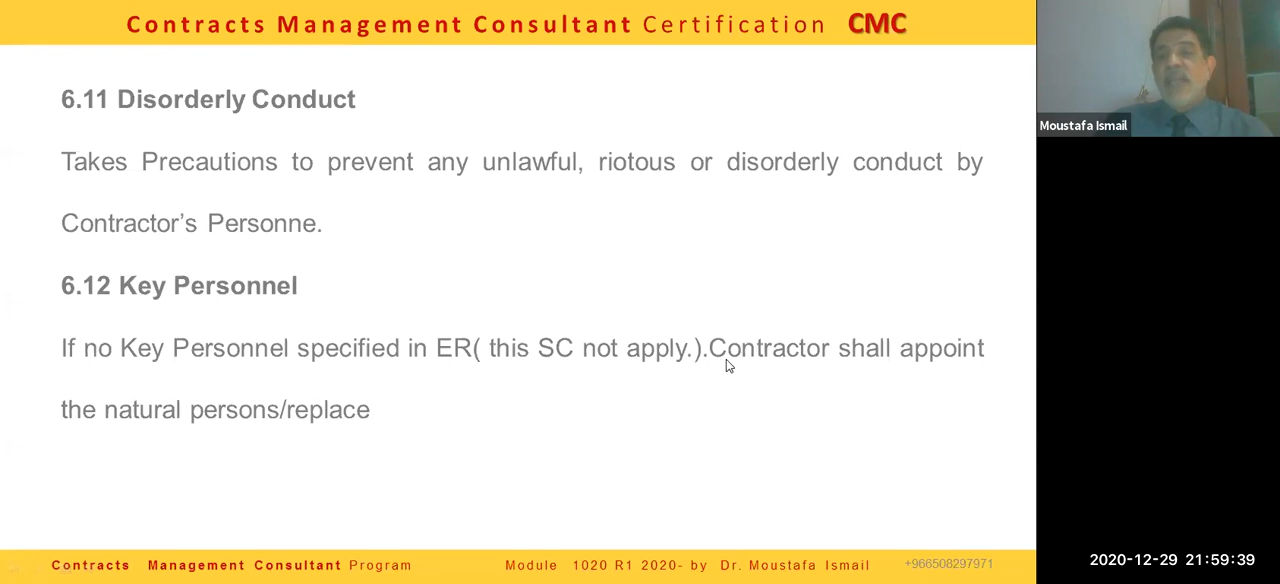 Contracts Management Consultant Certification CMC
6.11 Disorderly Conduct
Takes Precautions to prevent any unlawful, riotous or disorderly conduct by
Contractor’s Personne.
6.12 Key Personnel
If no Key Personnel specified in ER( this SC not apply.).Contractor shall appoint
the natural persons/replace
Contracts Management Consultant Program
Module 1020 R1 2020- by Dr. Moustafa Ismail
+966508297971
Moustafa Ismail
2020-12-29 21:59:39